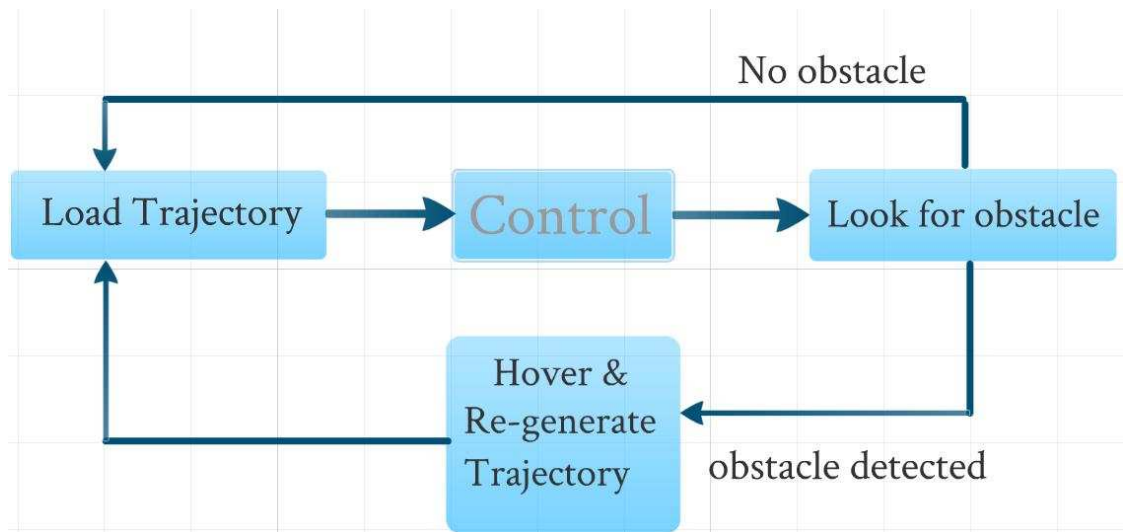 No obstacle
Load Trajectory
Control
Look for obstacle
Hover &
Re-generate
Trajectory
obstacle detected